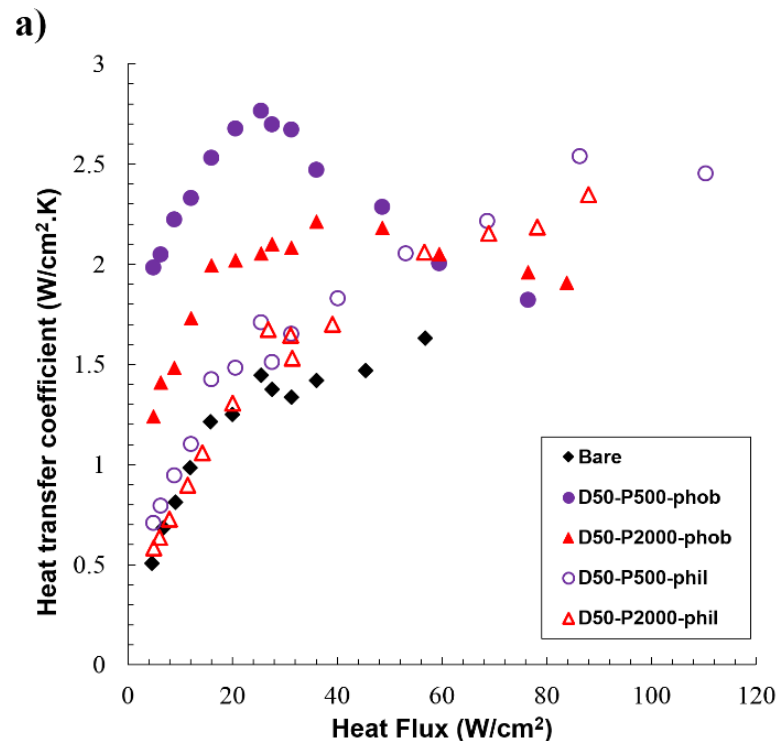 a)
3
2.5
2
1.5
1
0.5
0
0 20 40 60 80 100 120
Heat transfer coefficient (W/cm².K)
Heat Flux (W/cm²)
Bare
D50-P500-phob
D50-P2000-phob
D50-P500-phil
D50-P2000-phil